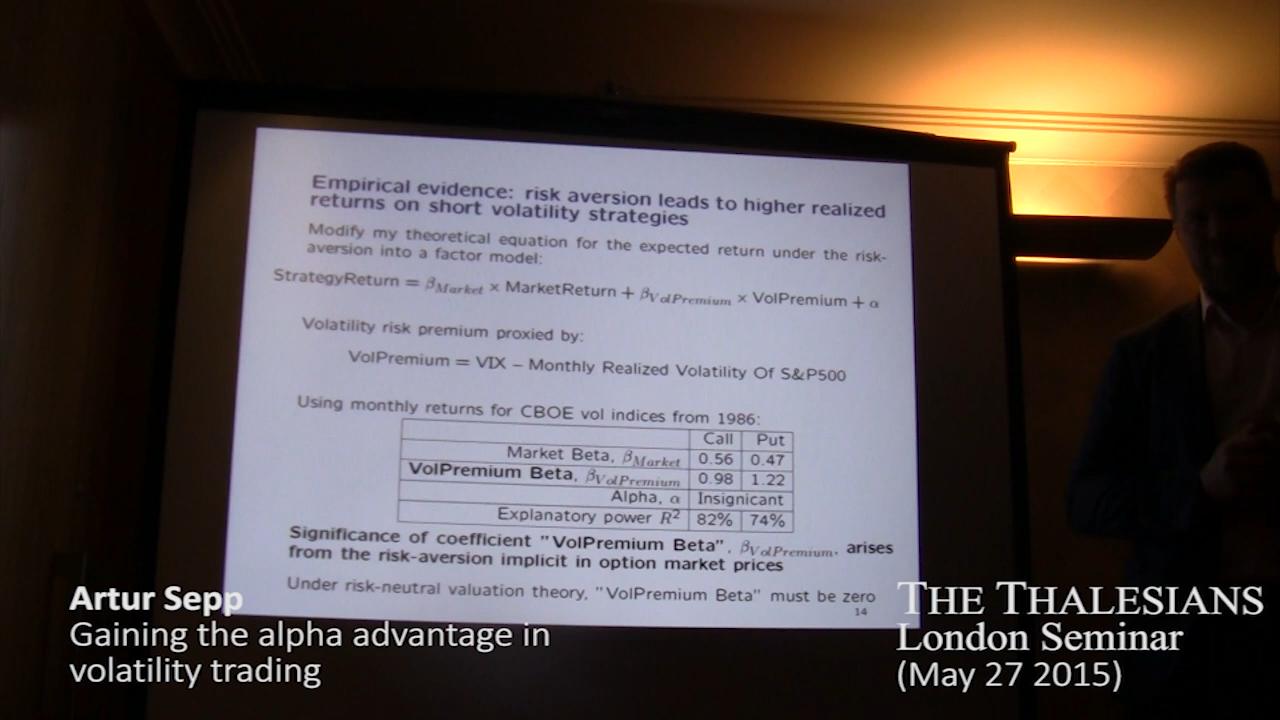 Empirical evidence: risk aversion leads to higher realized
returns on short volatility strategies
Modify my theoretical equation for the expected return under the risk-
aversion into a factor model:
StrategyReturn = βMarket × MarketReturn + βVolPremium × VolPremium + α
Volatility risk premium proxied by:
VolPremium = VIX – Monthly Realized Volatility Of S&P500
Using monthly returns for CBOE vol indices from 1986:
Call Put
Market Beta, βMarket 0.56 0.47
VolPremium Beta, βVolPremium 0.98 1.22
Alpha, α Insignicant
Explanatory power R² 82% 74%
Significance of coefficient "VolPremium Beta", βVolPremium, arises
from the risk-aversion implicit in option market prices
Under risk-neutral valuation theory, "VolPremium Beta" must be zero
14
Artur Sepp
Gaining the alpha advantage in
volatility trading
THE THALESIANS
London Seminar
(May 27 2015)